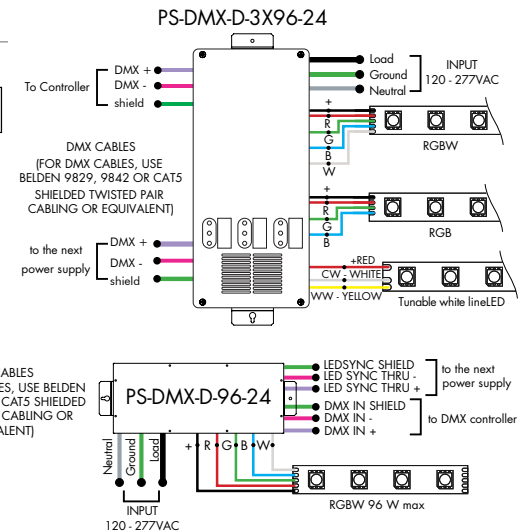 PS-DMX-D-3X96-24
To Controller
DMX +
DMX -
shield
Load
Ground
Neutral
INPUT
120 - 277VAC
DMX CABLES
(FOR DMX CABLES, USE
BELDEN 9829, 9842 OR CAT5
SHIELDED TWISTED PAIR
CABLING OR EQUIVALENT)
+
R
G
B
W
RGBW
+
R
G
B
RGB
to the next
power supply
DMX +
DMX -
shield
+RED
CW - WHITE
WW - YELLOW
Tunable white lineLED
ABLES
ES, USE BELDEN
CAT5 SHIELDED
CABLING OR
ALENT)
PS-DMX-D-96-24
LEDSYNC SHIELD
LED SYNC THRU -
LED SYNC THRU +
to the next
power supply
DMX IN SHIELD
DMX IN -
DMX IN +
to DMX controller
Neutral
Ground
Load
+ R G B W
INPUT
120 - 277VAC
RGBW 96 W max